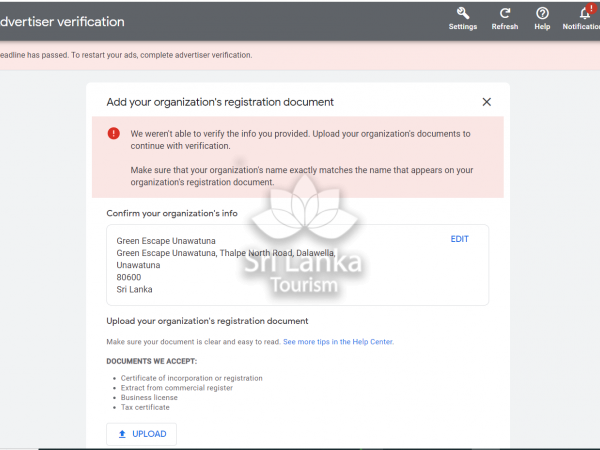 dvertiser verification
Settings
Refresh
Help
!
Notification
eadline has passed. To restart your ads, complete advertiser verification.
Add your organization's registration document
We weren't able to verify the info you provided. Upload your organization's documents to
continue with verification.
Make sure that your organization's name exactly matches the name that appears on your
organization's registration document.
Confirm your organization's info
Green Escape Unawatuna
EDIT
Green Escape Unawatuna, Thalpe North Road, Dalawella,
Unawatuna
80600
Sri Lanka
Sri Lanka
Tourism
Upload your organization's registration document
Make sure your document is clear and easy to read. See more tips in the Help Center.
DOCUMENTS WE ACCEPT:
• Certificate of incorporation or registration
• Extract from commercial register
• Business license
• Tax certificate
UPLOAD